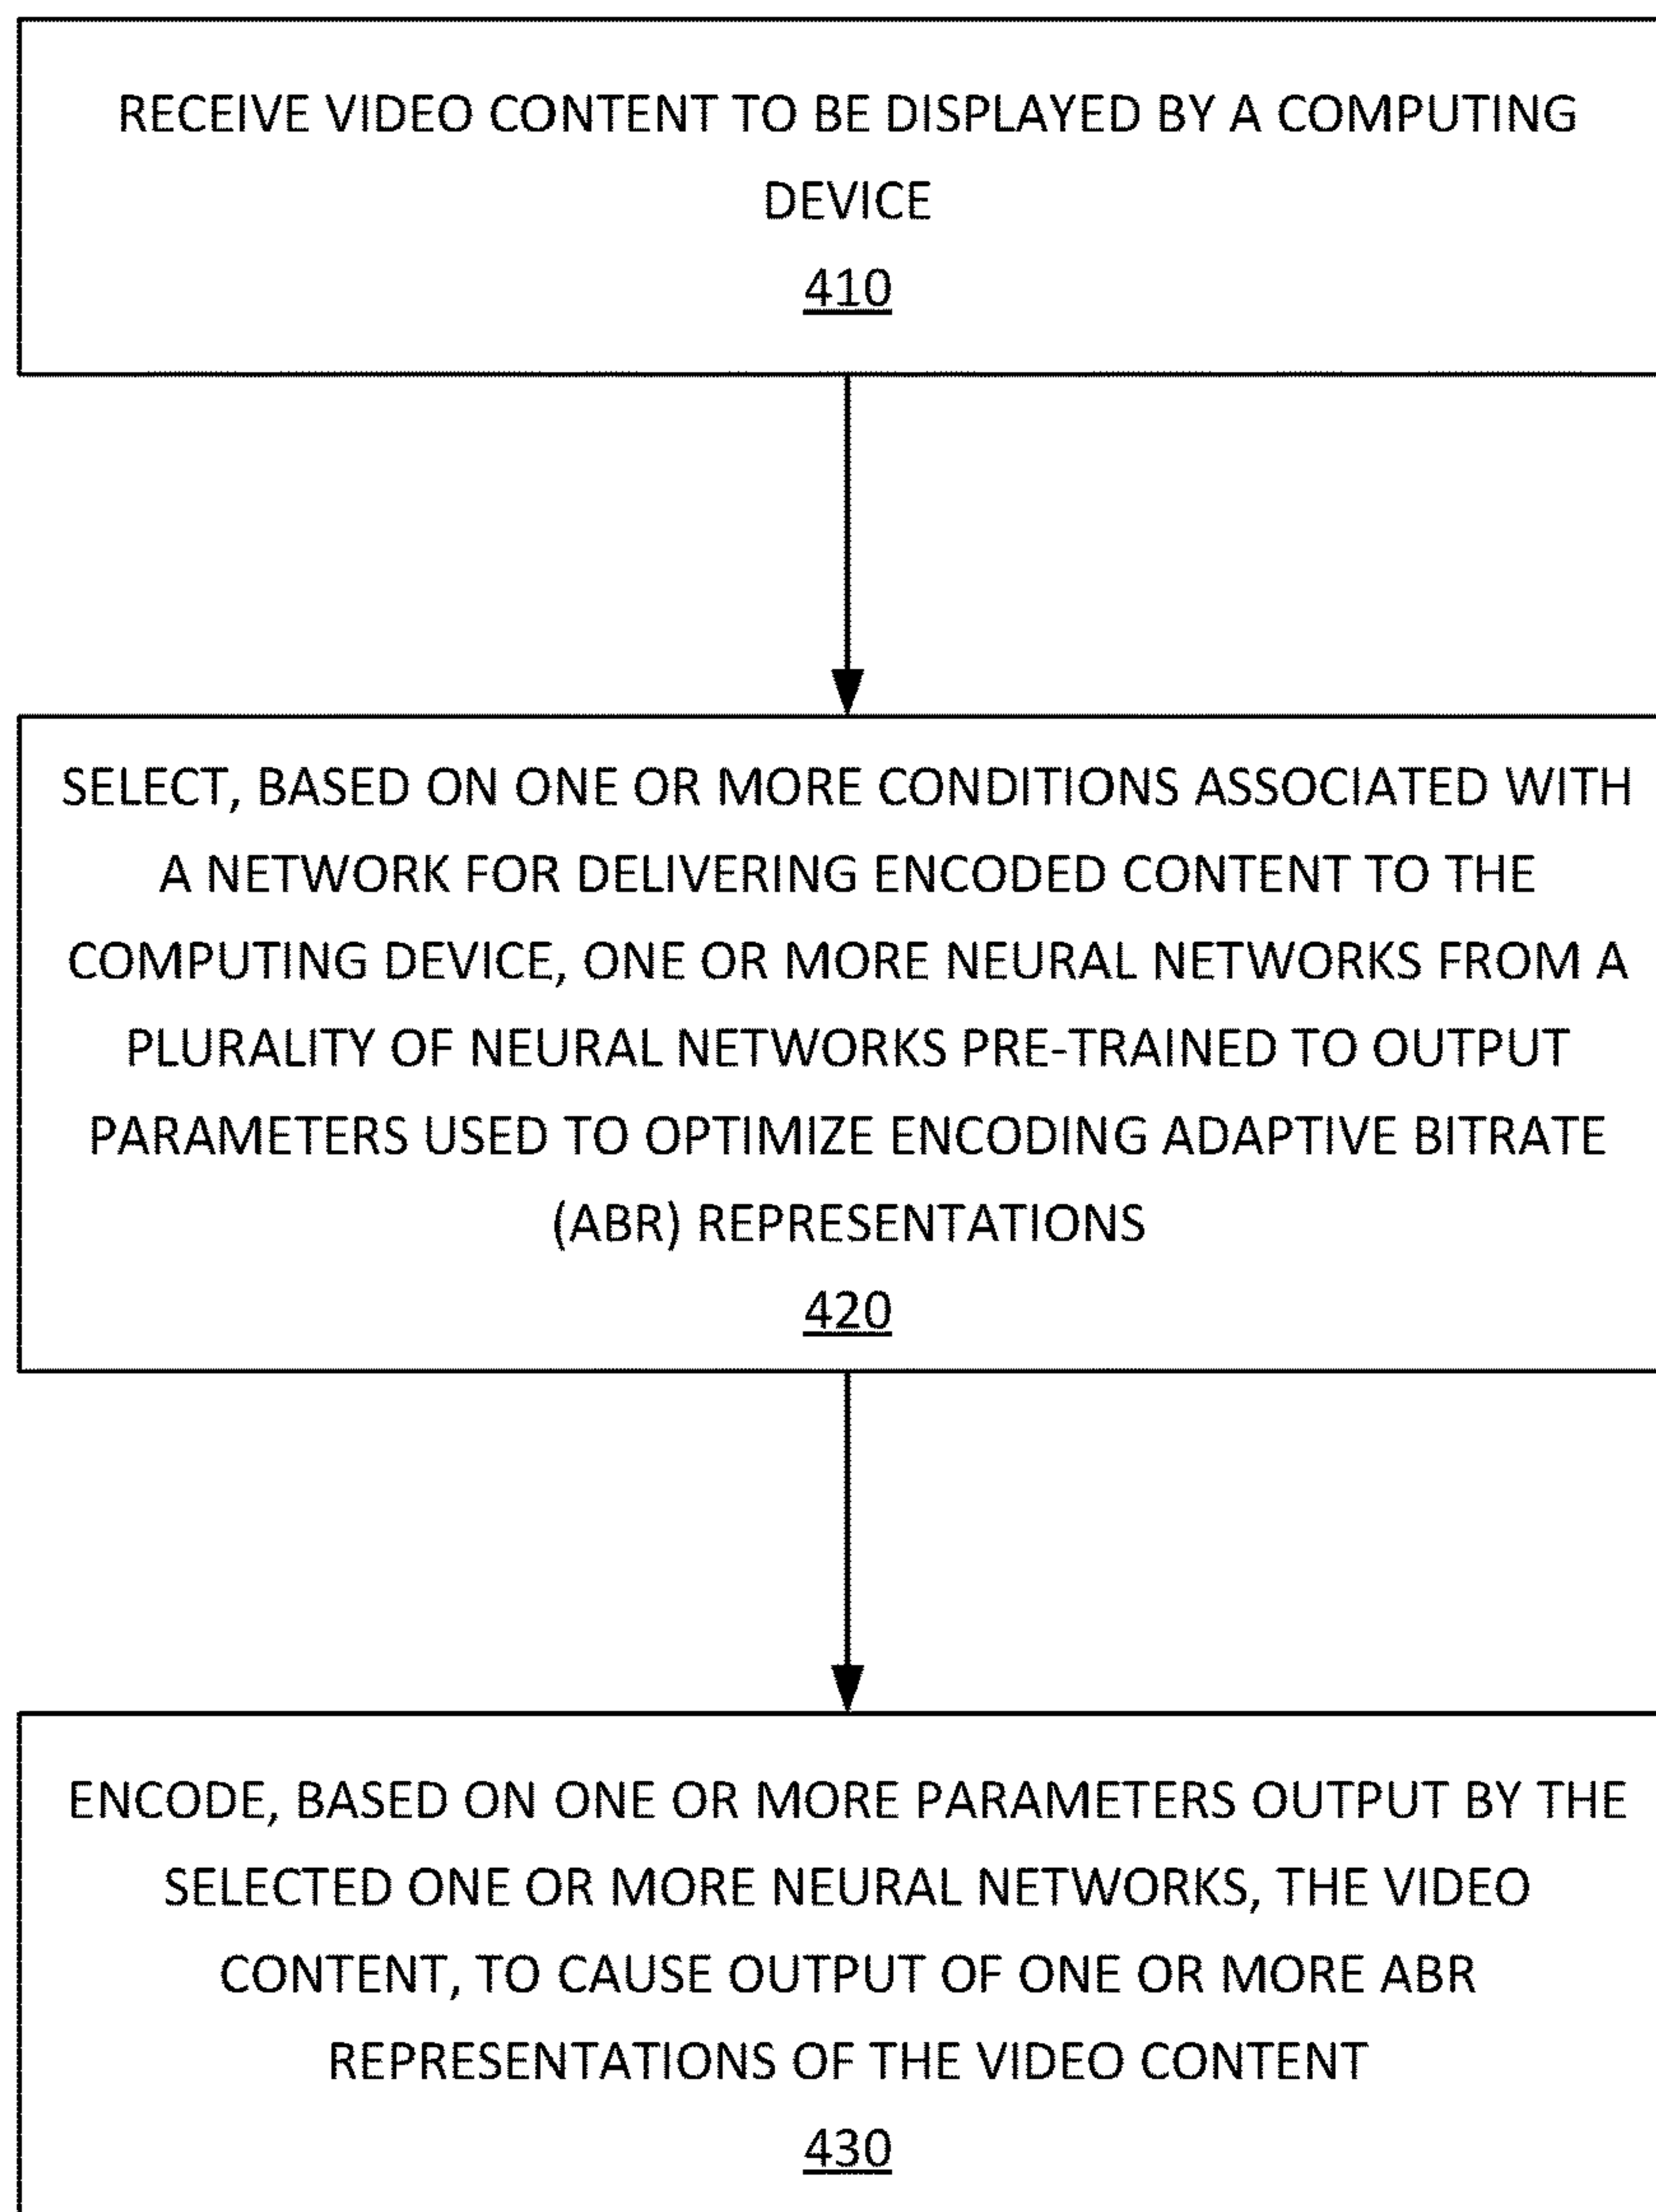 RECEIVE VIDEO CONTENT TO BE DISPLAYED BY A COMPUTING
DEVICE
410
SELECT, BASED ON ONE OR MORE CONDITIONS ASSOCIATED WITH
A NETWORK FOR DELIVERING ENCODED CONTENT TO THE
COMPUTING DEVICE, ONE OR MORE NEURAL NETWORKS FROM A
PLURALITY OF NEURAL NETWORKS PRE-TRAINED TO OUTPUT
PARAMETERS USED TO OPTIMIZE ENCODING ADAPTIVE BITRATE
(ABR) REPRESENTATIONS
420
ENCODE, BASED ON ONE OR MORE PARAMETERS OUTPUT BY THE
SELECTED ONE OR MORE NEURAL NETWORKS, THE VIDEO
CONTENT, TO CAUSE OUTPUT OF ONE OR MORE ABR
REPRESENTATIONS OF THE VIDEO CONTENT
430